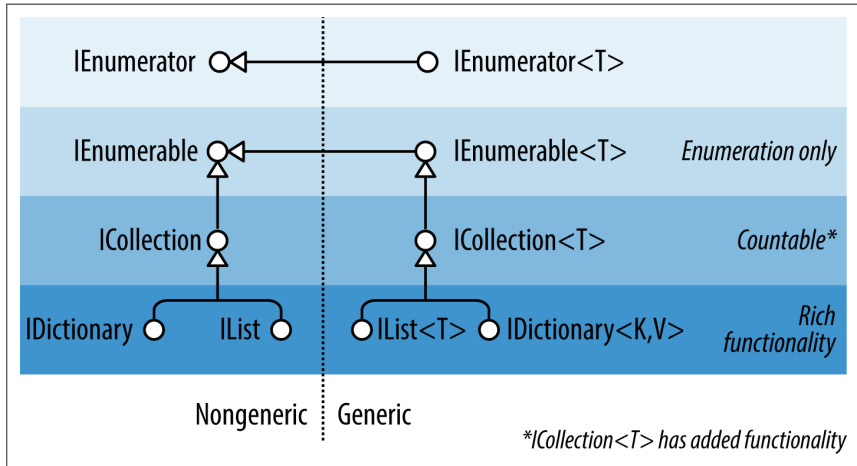 IEnumerator IEnumerator<T>
IEnumerable IEnumerable<T> Enumeration only
ICollection ICollection<T> Countable*
IDictionary IList IList<T> IDictionary<K,V> Rich
functionality
Nongeneric Generic
*ICollection<T> has added functionality